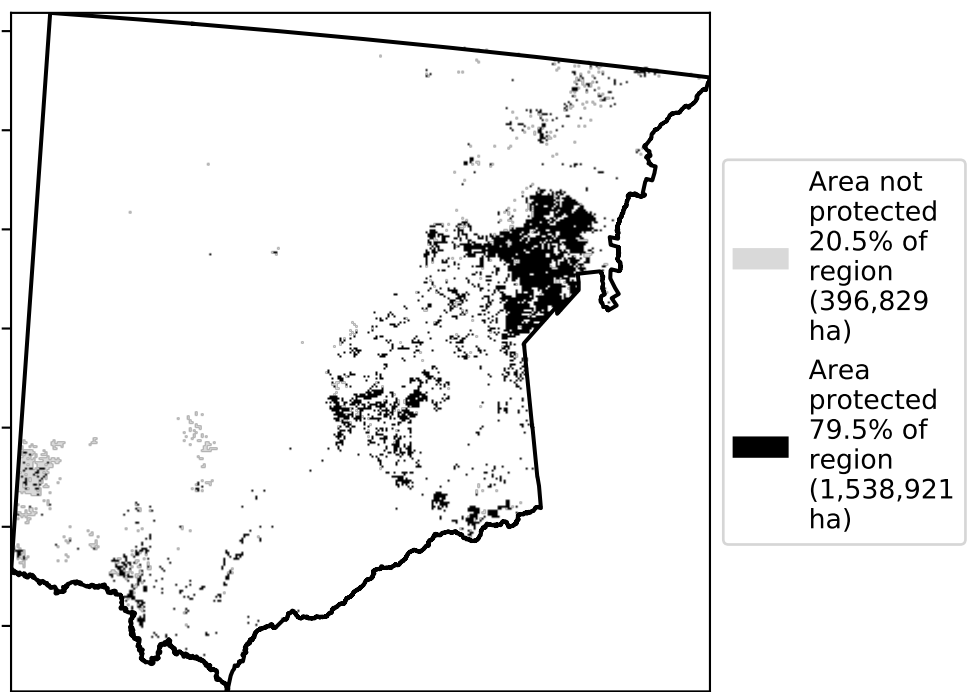 Area not
protected
20.5% of
region
(396,829
ha)
Area
protected
79.5% of
region
(1,538,921
ha)